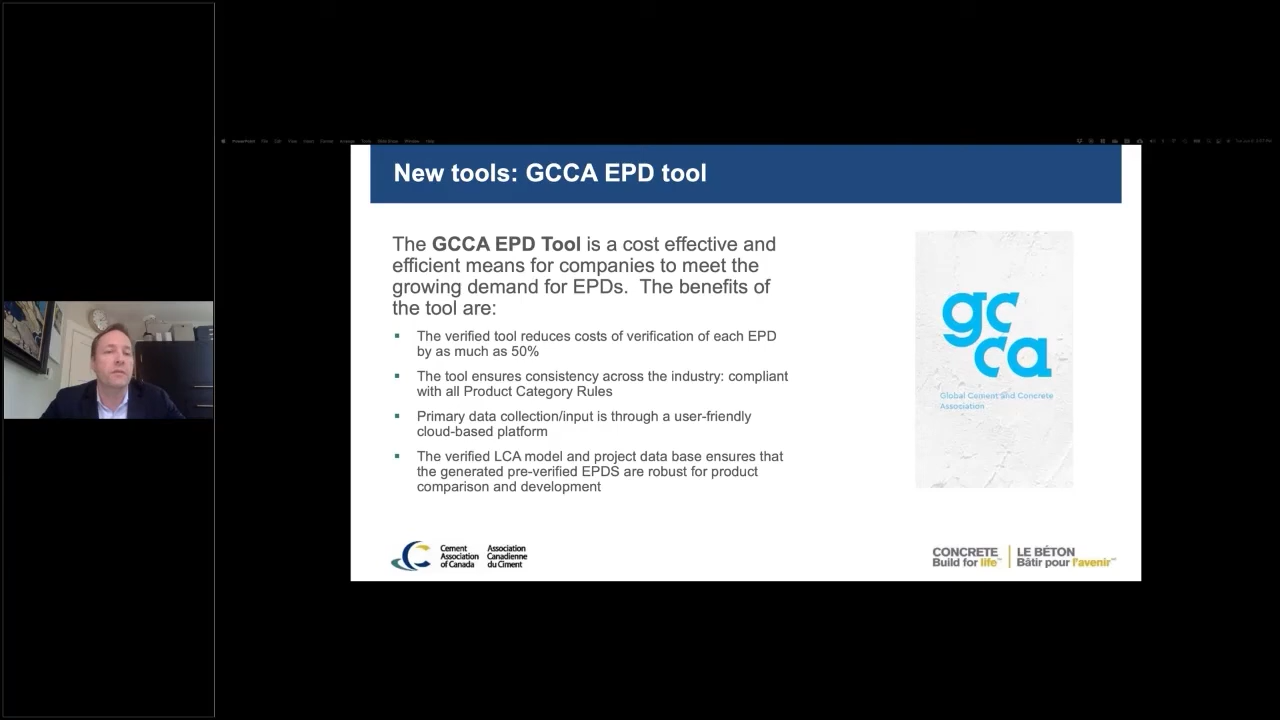 New tools: GCCA EPD tool
The GCCA EPD Tool is a cost effective and
efficient means for companies to meet the
growing demand for EPDs.  The benefits of
the tool are:
▪ The verified tool reduces costs of verification of each EPD
by as much as 50%
▪ The tool ensures consistency across the industry: compliant
with all Product Category Rules
▪ Primary data collection/input is through a user-friendly
cloud-based platform
▪ The verified LCA model and project data base ensures that
the generated pre-verified EPDS are robust for product
comparison and development
gc
ca
Global Cement and Concrete
Association
Cement
Association
of Canada
Association
Canadienne
du Ciment
CONCRETE
Build for life
LE BÉTON
Bâtir pour l'avenir